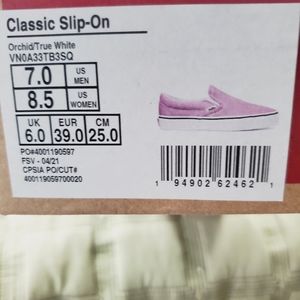 Classic Slip-On
Orchid/True White
VN0A33TB3SQ
7.0 US MEN
8.5 US WOMEN
UK EUR CM
6.0 39.0 25.0
PO#4001190597
FSV - 04/21
CPSIA PO/CUT#
400119059700020
1 94902 62462 1